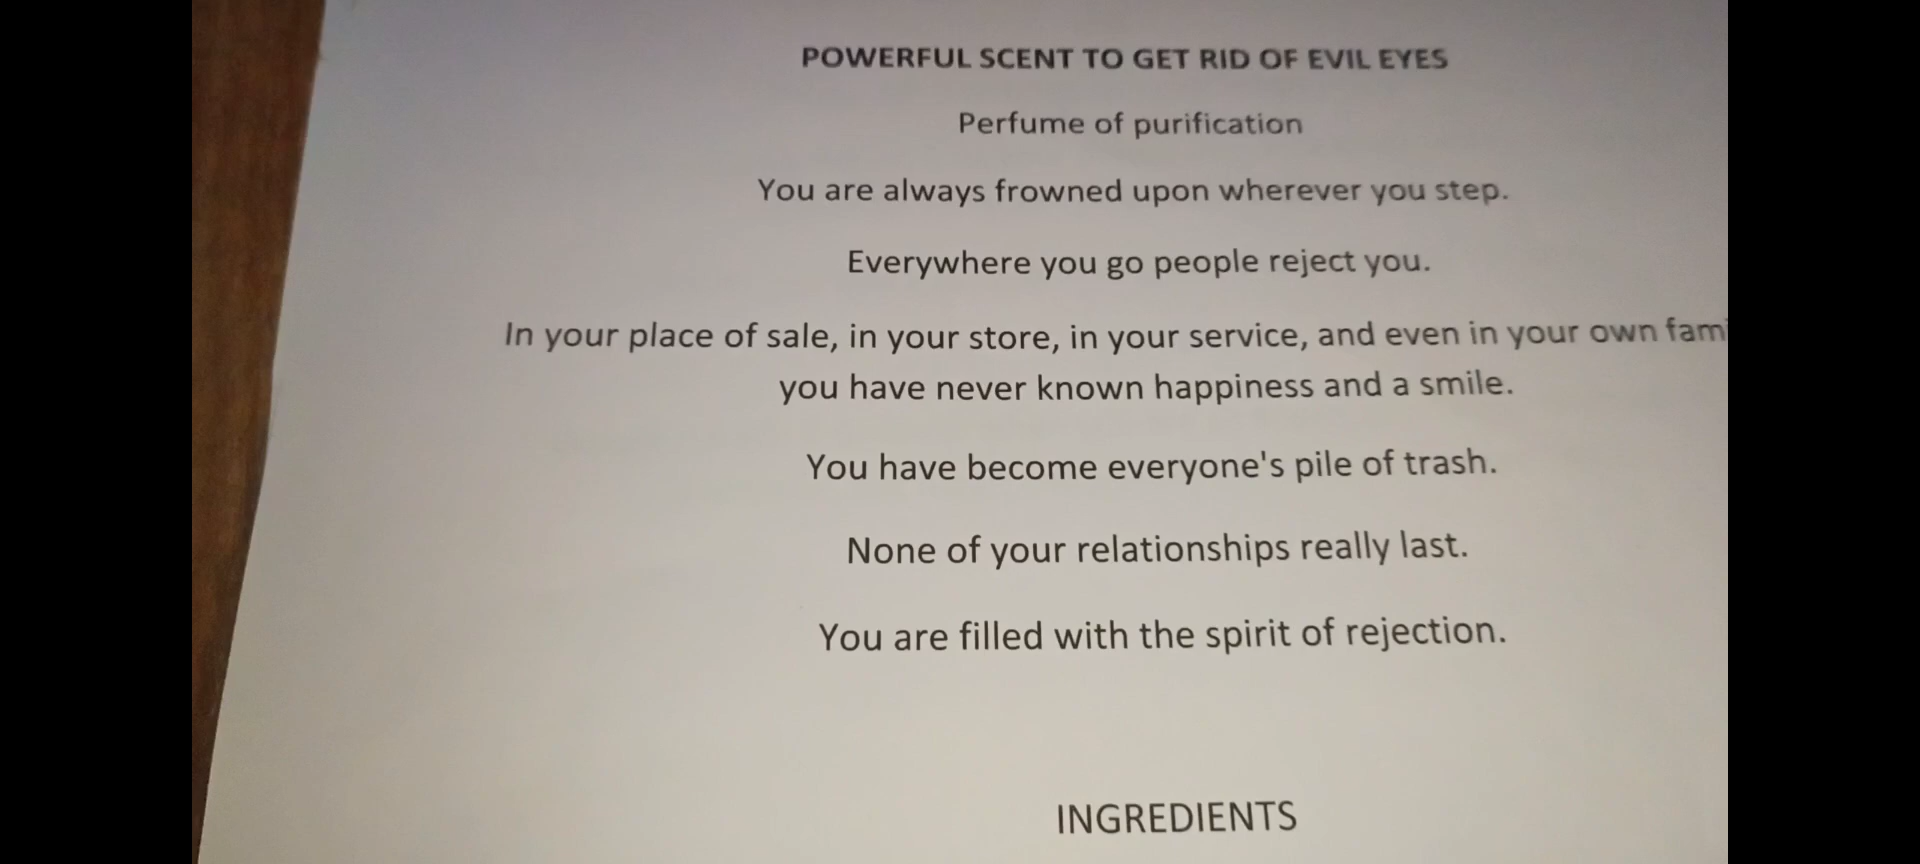 POWERFUL SCENT TO GET RID OF EVIL EYES
Perfume of purification
You are always frowned upon wherever you step.
Everywhere you go people reject you.
In your place of sale, in your store, in your service, and even in your own fam
you have never known happiness and a smile.
You have become everyone's pile of trash.
None of your relationships really last.
You are filled with the spirit of rejection.
INGREDIENTS